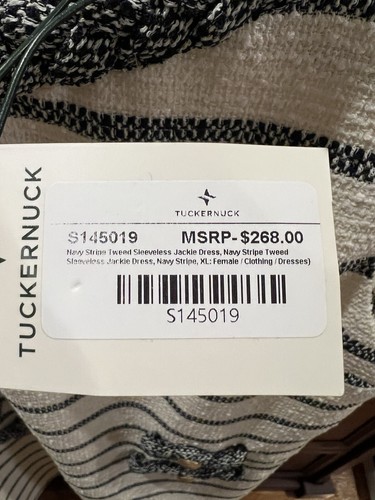 TUCKERNUCK
TUCKERNUCK
S145019 MSRP-$268.00
Navy Stripe Tweed Sleeveless Jackie Dress, Navy Stripe Tweed
Sleeveless Jackie Dress, Navy Stripe, XL: Female / Clothing / Dresses)
S145019